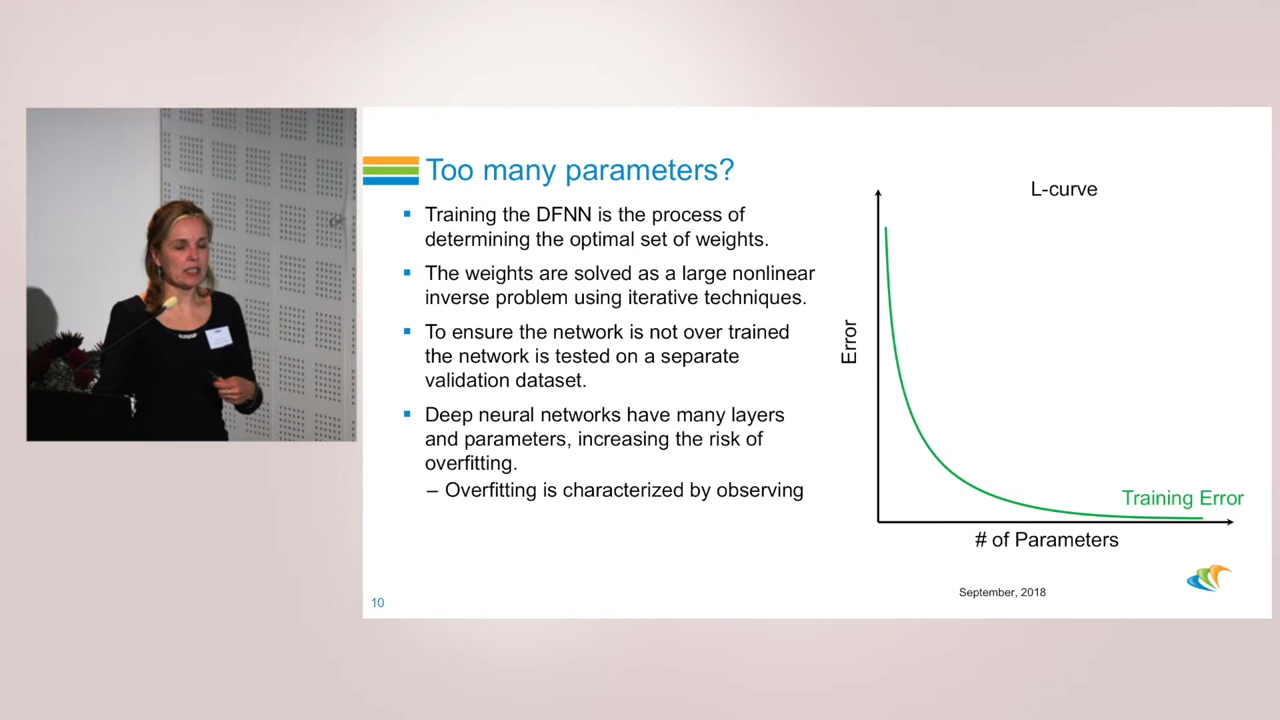 Too many parameters?
Training the DFNN is the process of
determining the optimal set of weights.
The weights are solved as a large nonlinear
inverse problem using iterative techniques.
To ensure the network is not over trained
the network is tested on a separate
validation dataset.
Deep neural networks have many layers
and parameters, increasing the risk of
overfitting.
– Overfitting is characterized by observing
L-curve
Error
Training Error
# of Parameters
September, 2018
10